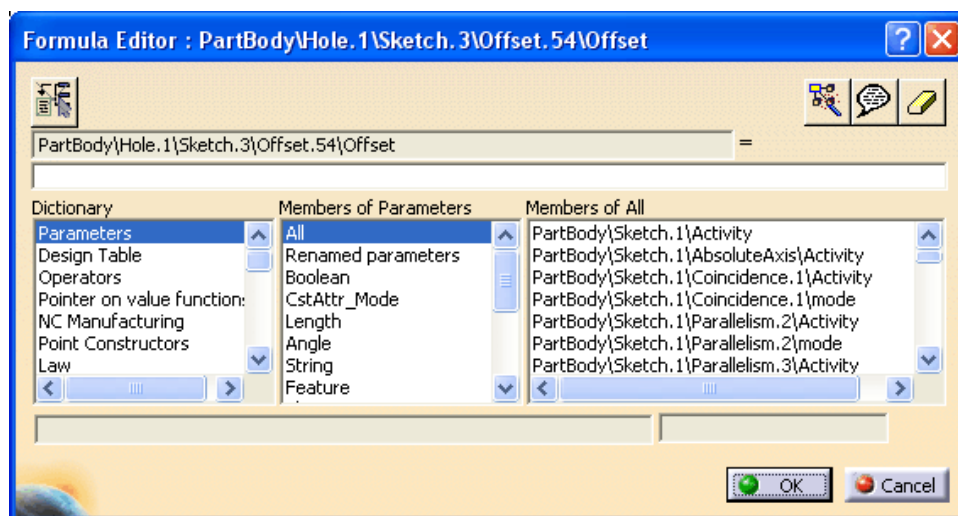 Formula Editor : PartBody\Hole.1\Sketch.3\Offset.54\Offset
PartBody\Hole.1\Sketch.3\Offset.54\Offset =
Dictionary Members of Parameters Members of All
Parameters All PartBody\Sketch.1\Activity
Design Table Renamed parameters PartBody\Sketch.1\AbsoluteAxis\Activity
Operators Boolean PartBody\Sketch.1\Coincidence.1\Activity
Pointer on value function: CstAttr_Mode PartBody\Sketch.1\Coincidence.1\mode
NC Manufacturing Length PartBody\Sketch.1\Parallelism.2\Activity
Point Constructors Angle PartBody\Sketch.1\Parallelism.2\mode
Law String PartBody\Sketch.1\Parallelism.3\Activity
Feature
OK Cancel